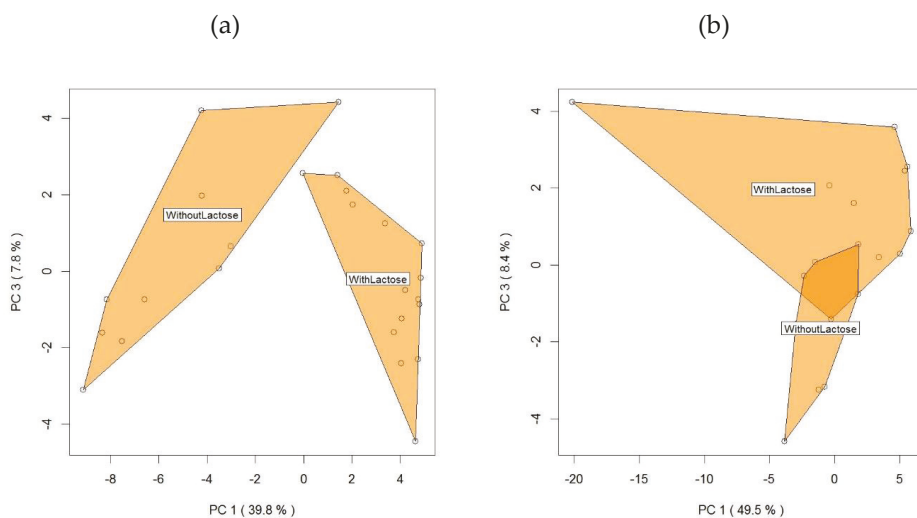 (a)
(b)
PC 3 ( 7.8 % )
4
2
0
-2
-4
WithoutLactose
WithLactose
-8
-6
-4
-2
0
2
4
PC 1 ( 39.8 % )
PC 3 ( 8.4 % )
4
2
0
-2
-4
WithLactose
WithoutLactose
-20
-15
-10
-5
0
5
PC 1 ( 49.5 % )